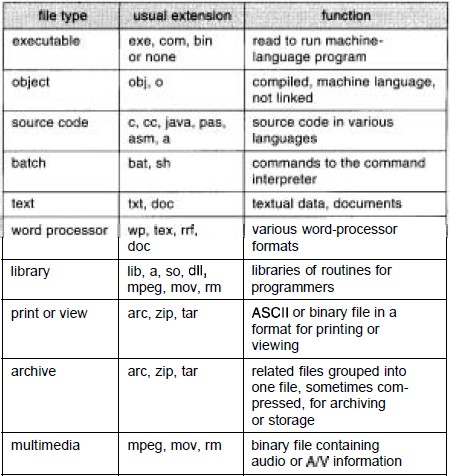 file type usual extension function
executable exe, com, bin read to run machine-
or none language program
object obj, o compiled, machine language,
not linked
source code c, cc, java, pas, source code in various
asm, a languages
batch bat, sh commands to the command
interpreter
text txt, doc textual data, documents
word processor wp, tex, rrf, various word-processor
doc formats
library lib, a, so, dll, libraries of routines for
mpeg, mov, rm programmers
print or view arc, zip, tar ASCII or binary file in a
format for printing or
viewing
archive arc, zip, tar related files grouped into
one file, sometimes com-
pressed, for archiving
or storage
multimedia mpeg, mov, rm binary file containing
audio or A/V information